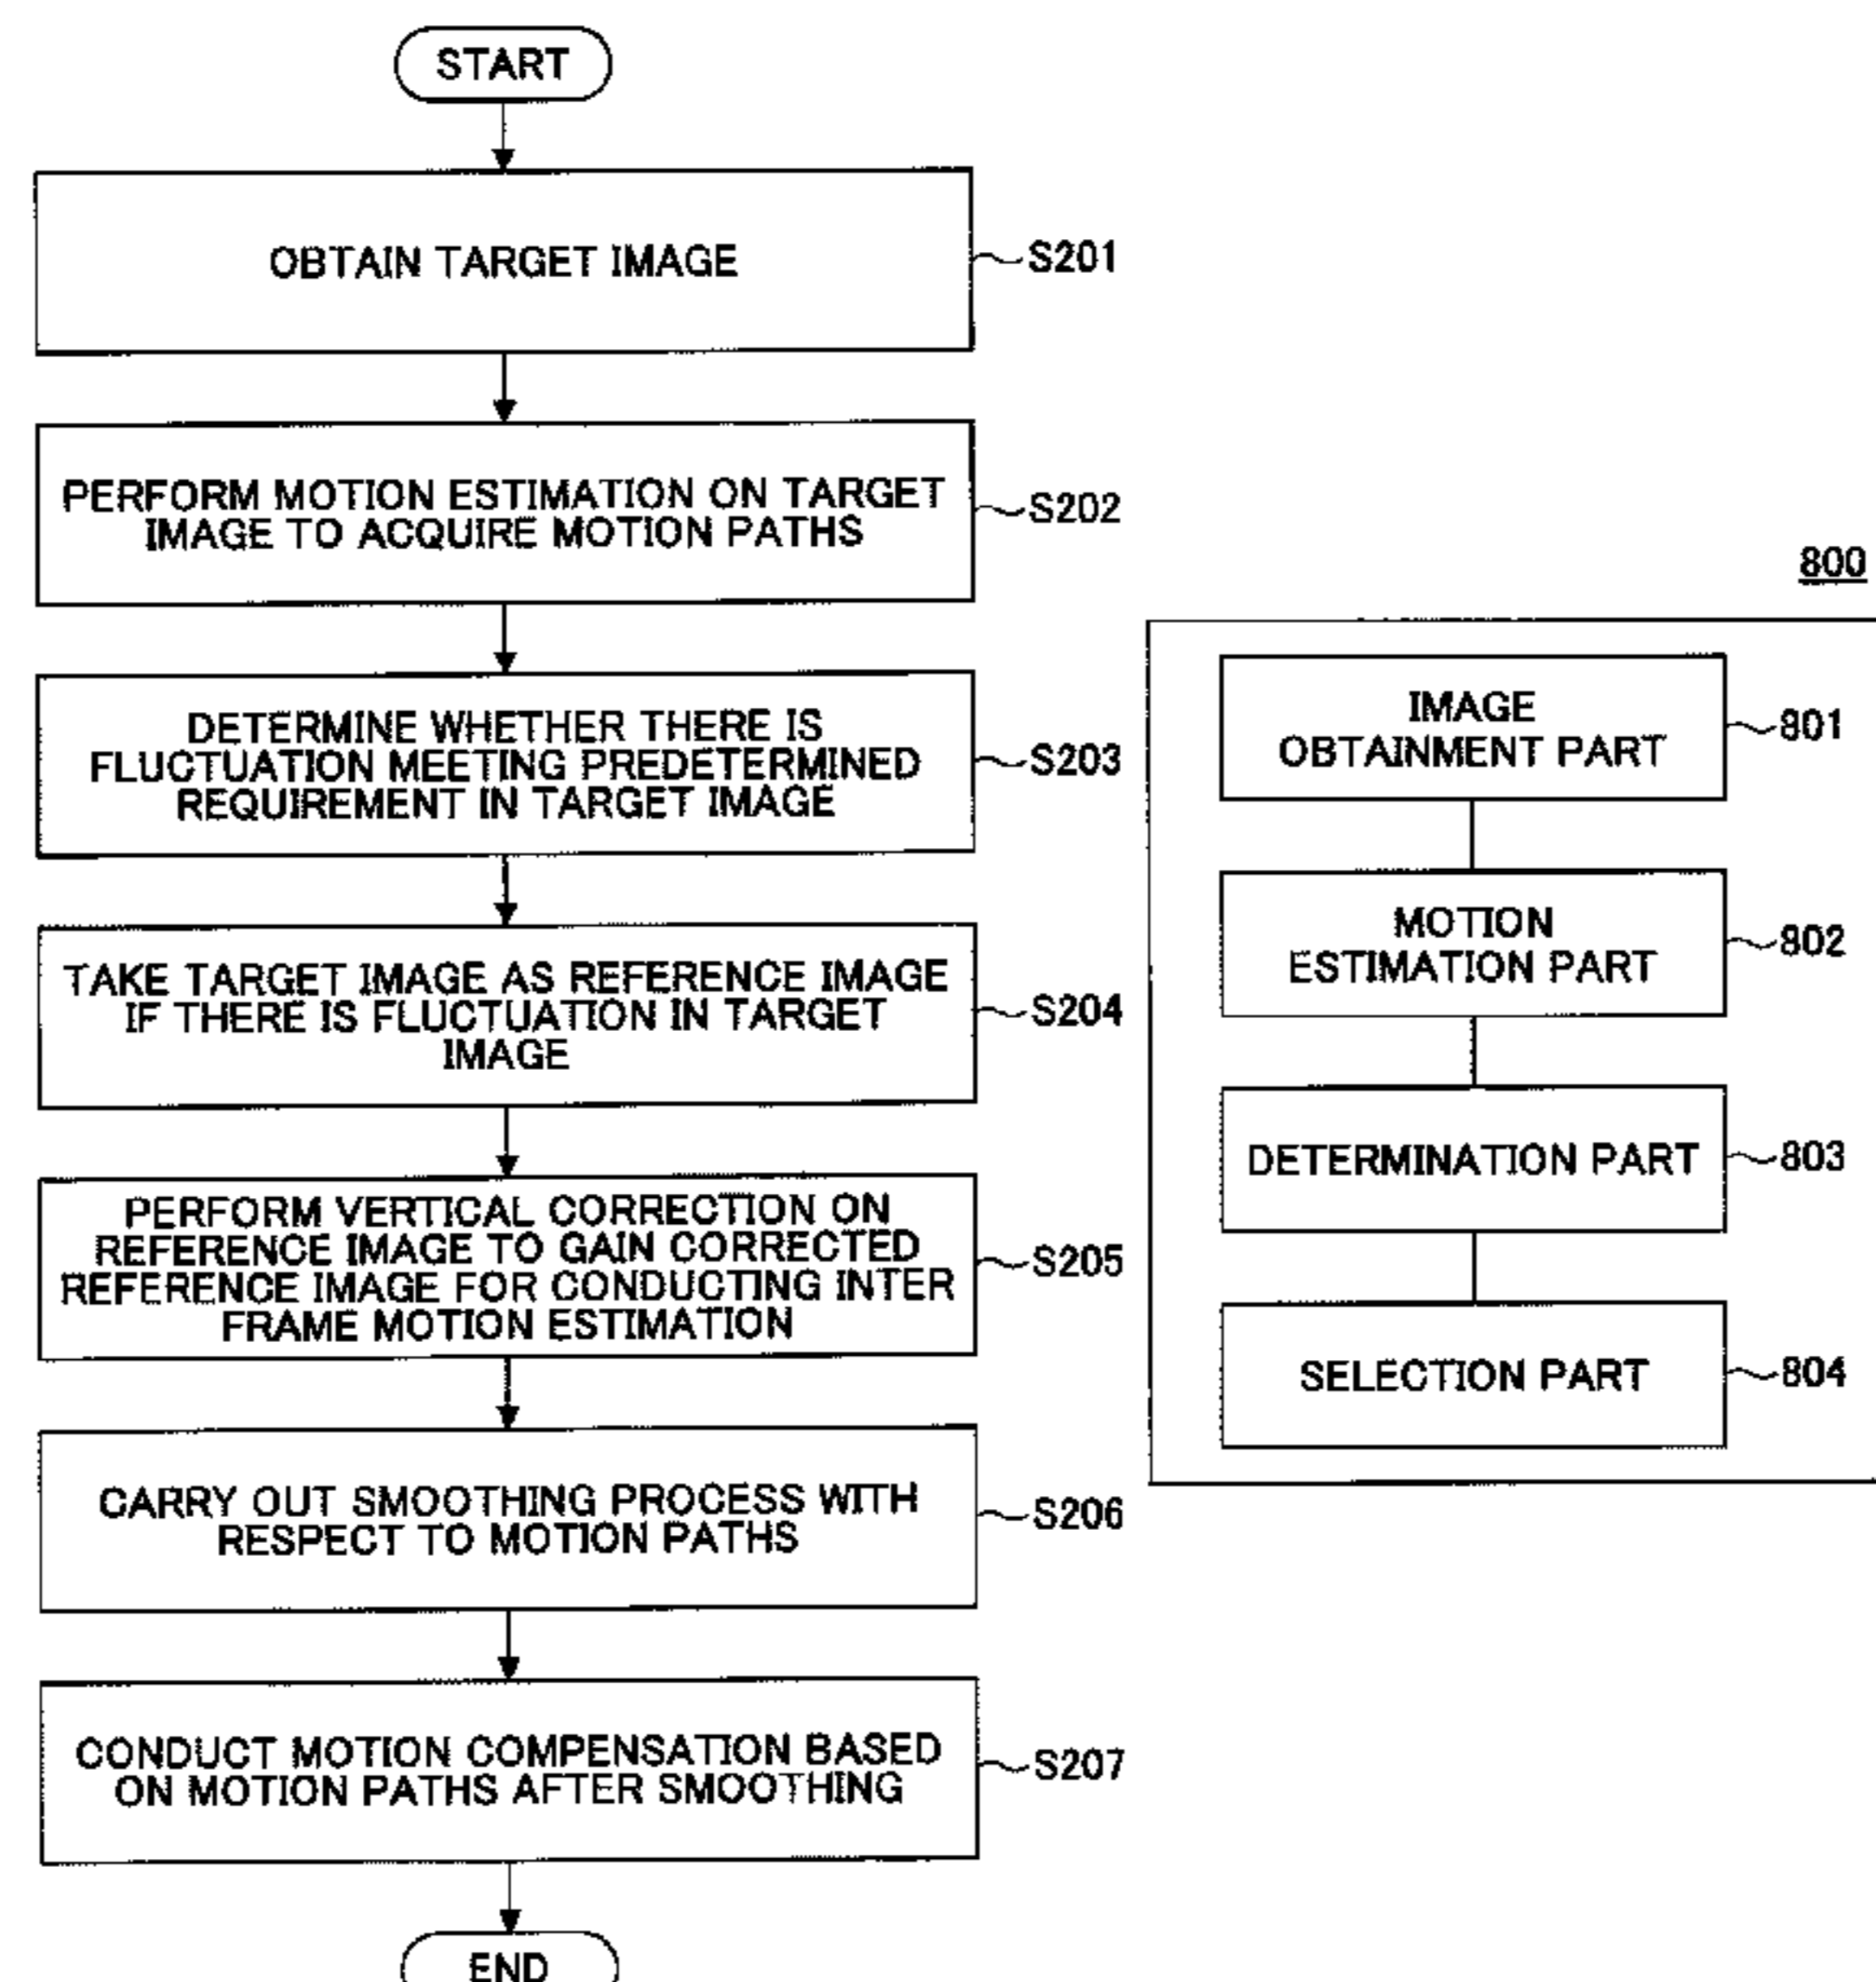 START
OBTAIN TARGET IMAGE
S201
PERFORM MOTION ESTIMATION ON TARGET
IMAGE TO ACQUIRE MOTION PATHS
S202
DETERMINE WHETHER THERE IS
FLUCTUATION MEETING PREDETERMINED
REQUIREMENT IN TARGET IMAGE
S203
TAKE TARGET IMAGE AS REFERENCE IMAGE
IF THERE IS FLUCTUATION IN TARGET
IMAGE
S204
PERFORM VERTICAL CORRECTION ON
REFERENCE IMAGE TO GAIN CORRECTED
REFERENCE IMAGE FOR CONDUCTING INTER
FRAME MOTION ESTIMATION
S205
CARRY OUT SMOOTHING PROCESS WITH
RESPECT TO MOTION PATHS
S206
CONDUCT MOTION COMPENSATION BASED
ON MOTION PATHS AFTER SMOOTHING
S207
END
800
IMAGE
OBTAINMENT PART
801
MOTION
ESTIMATION PART
802
DETERMINATION PART
803
SELECTION PART
804